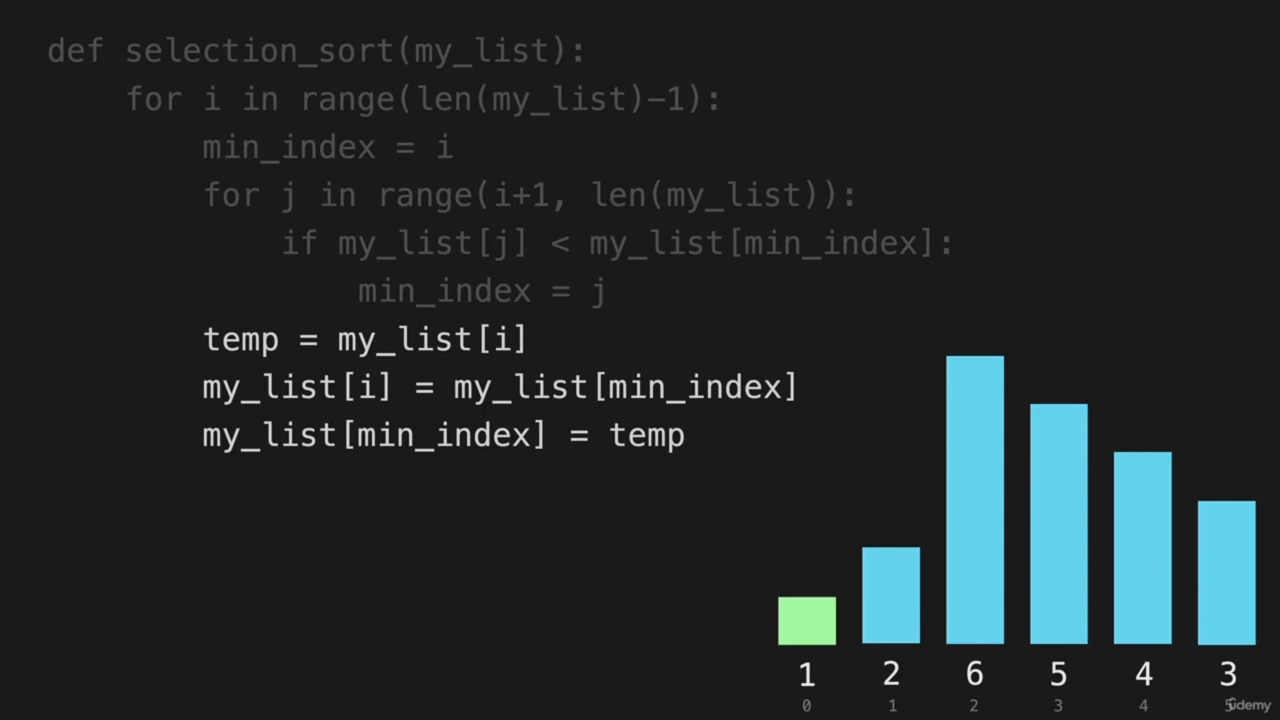 def selection_sort(my_list):
    for i in range(len(my_list)-1):
        min_index = i
        for j in range(i+1, len(my_list)):
            if my_list[j] < my_list[min_index]:
                min_index = j
        temp = my_list[i]
        my_list[i] = my_list[min_index]
        my_list[min_index] = temp
1 2 6 5 4 3
0 1 2 3 4 5
udemy